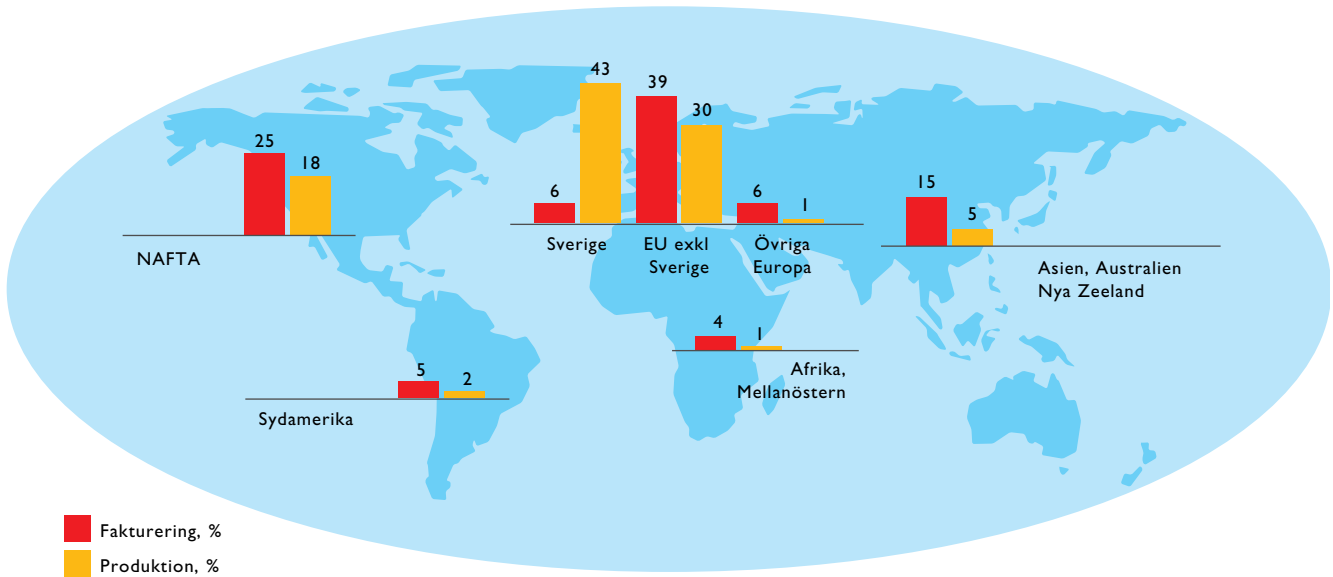 43
39
30
25
18
6
6
1
15
5
NAFTA
Sverige
EU exkl
Sverige
Övriga
Europa
Asien, Australien
Nya Zeeland
4
1
Afrika,
Mellanöstern
5
2
Sydamerika
Fakturering, %
Produktion, %